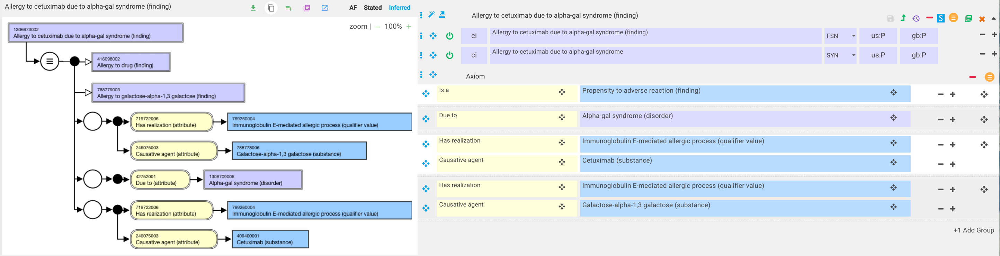 Allergy to cetuximab due to alpha-gal syndrome (finding)
AF Stated Inferred
zoom | − 100% +
1306673002
Allergy to cetuximab due to alpha-gal syndrome (finding)
416098002
Allergy to drug (finding)
788779003
Allergy to galactose-alpha-1,3 galactose (finding)
719722006
Has realization (attribute)
769260004
Immunoglobulin E-mediated allergic process (qualifier value)
246075003
Causative agent (attribute)
788778006
Galactose-alpha-1,3 galactose (substance)
42752001
Due to (attribute)
1306709006
Alpha-gal syndrome (disorder)
719722006
Has realization (attribute)
769260004
Immunoglobulin E-mediated allergic process (qualifier value)
246075003
Causative agent (attribute)
409400001
Cetuximab (substance)
Allergy to cetuximab due to alpha-gal syndrome (finding)
S
ci Allergy to cetuximab due to alpha-gal syndrome (finding) FSN us:P gb:P
ci Allergy to cetuximab due to alpha-gal syndrome SYN us:P gb:P
Axiom
Is a Propensity to adverse reaction (finding)
Due to Alpha-gal syndrome (disorder)
Has realization Immunoglobulin E-mediated allergic process (qualifier value)
Causative agent Cetuximab (substance)
Has realization Immunoglobulin E-mediated allergic process (qualifier value)
Causative agent Galactose-alpha-1,3 galactose (substance)
+1 Add Group